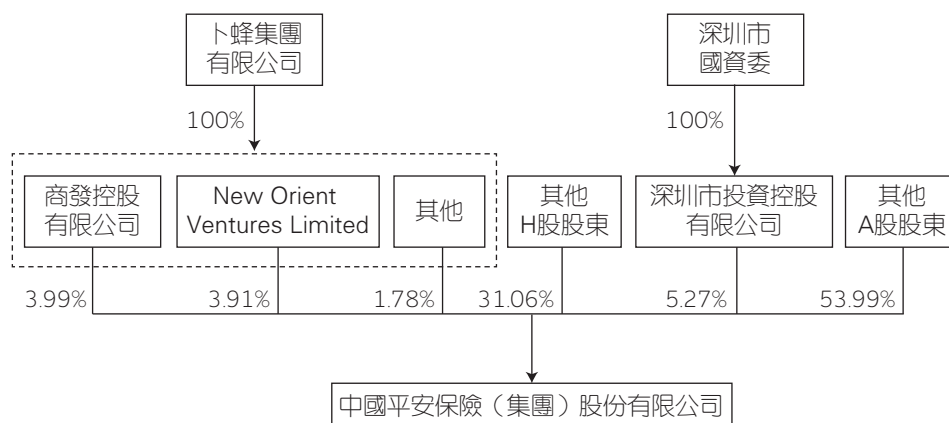 卜蜂集團
有限公司
深圳市
國資委
100%
100%
商發控股
有限公司
New Orient
Ventures Limited
其他
其他
H股股東
深圳市投資控股
有限公司
其他
A股股東
3.99%
3.91%
1.78%
31.06%
5.27%
53.99%
中國平安保險（集團）股份有限公司